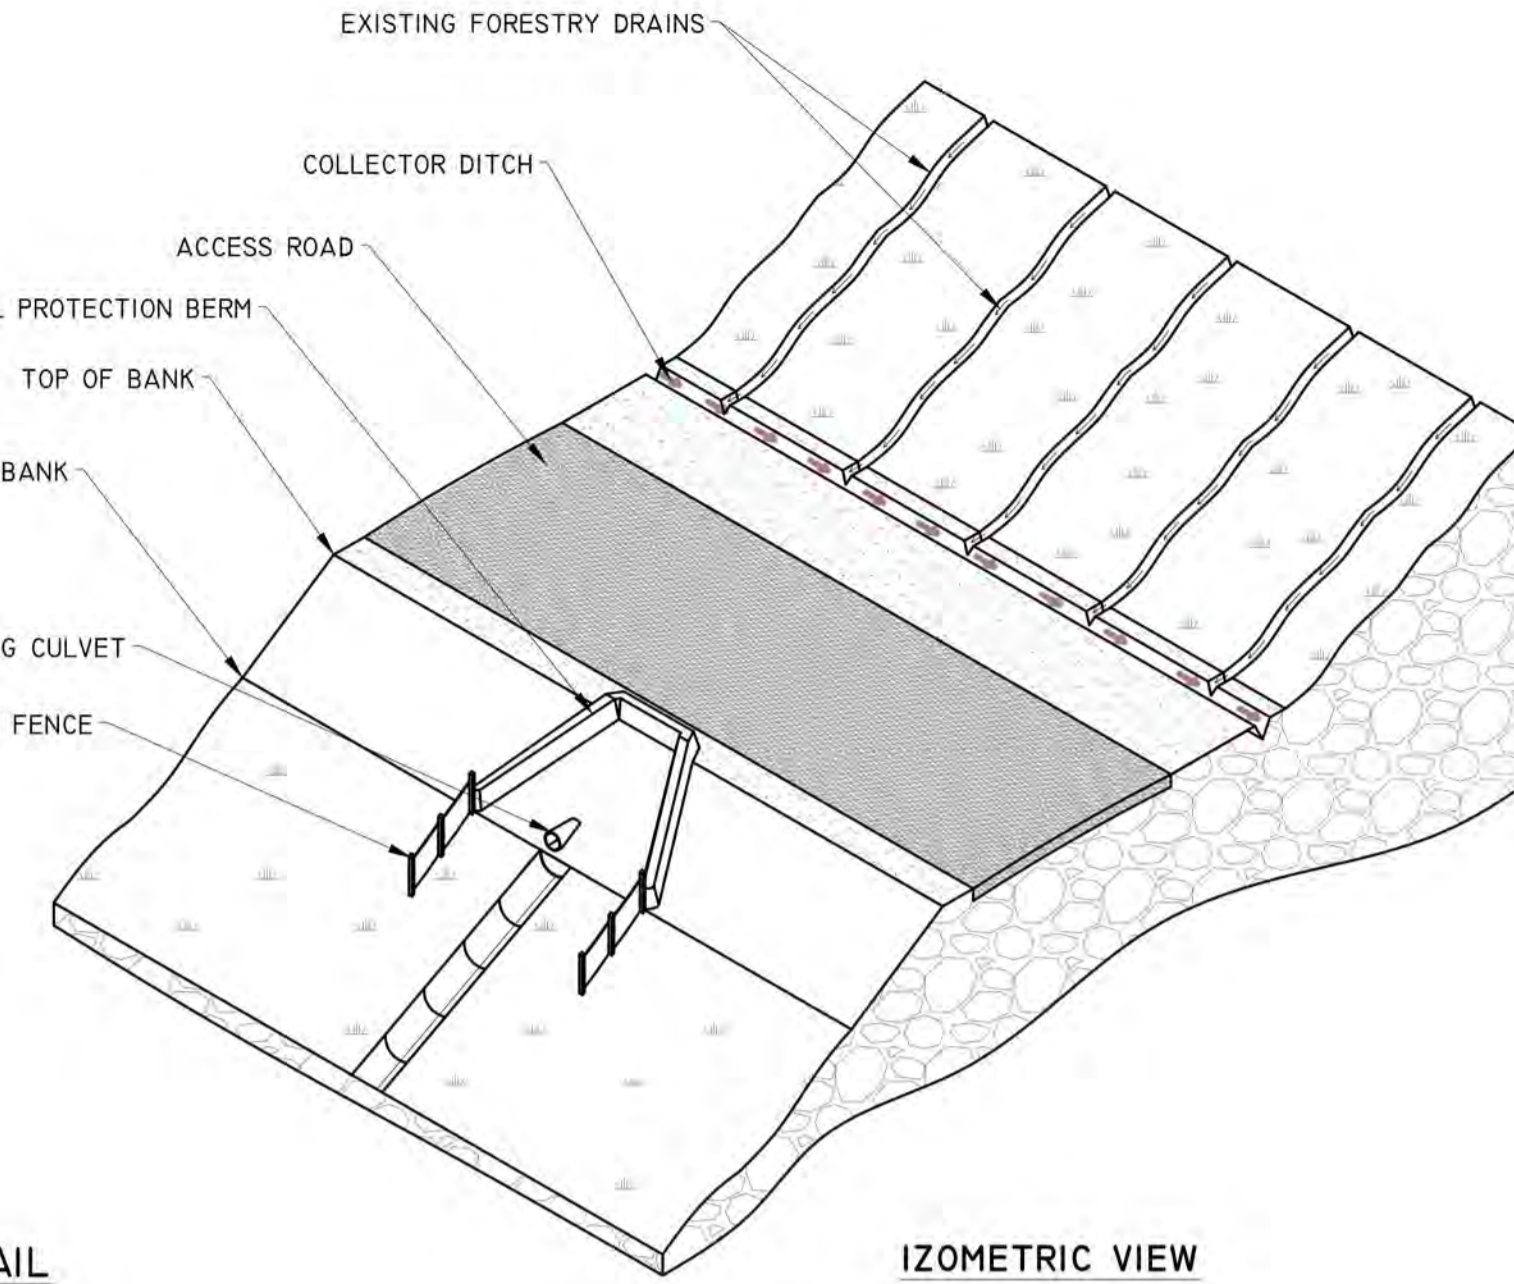 EXISTING FORESTRY DRAINS
COLLECTOR DITCH
ACCESS ROAD
PROTECTION BERM
TOP OF BANK
BANK
G CULVET
FENCE
AIL
IZOMETRIC VIEW